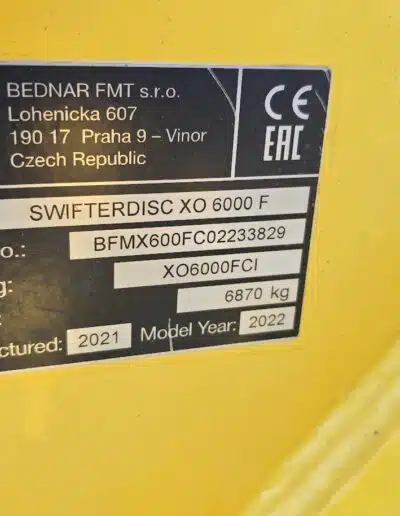 BEDNAR FMT s.r.o.
Lohenicka 607
190 17 Praha 9 – Vinor
Czech Republic
CE
EAC
SWIFTERDISC XO 6000 F
o.: BFMX600FC02233829
g: XO6000FCI
: 6870 kg
ctured: 2021 Model Year: 2022